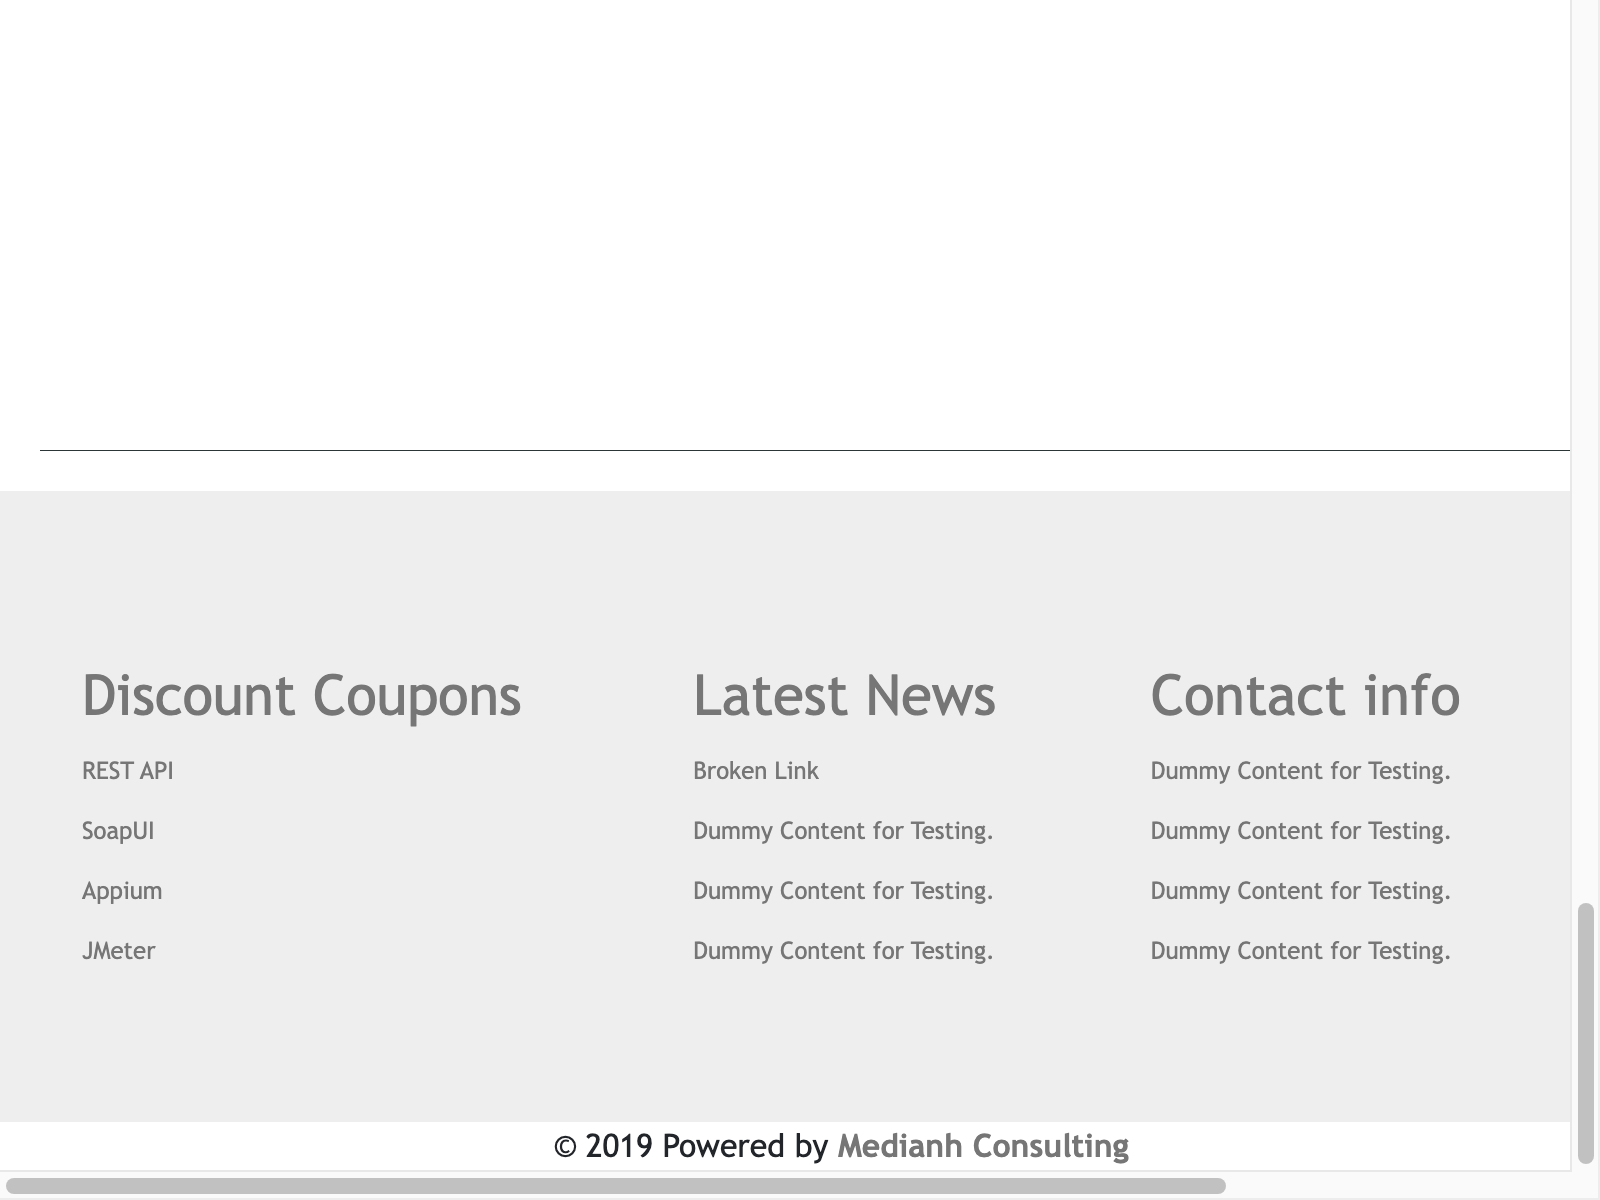 Discount Coupons
REST API
SoapUI
Appium
JMeter
Latest News
Broken Link
Dummy Content for Testing.
Dummy Content for Testing.
Dummy Content for Testing.
Contact info
Dummy Content for Testing.
Dummy Content for Testing.
Dummy Content for Testing.
Dummy Content for Testing.
© 2019 Powered by Medianh Consulting